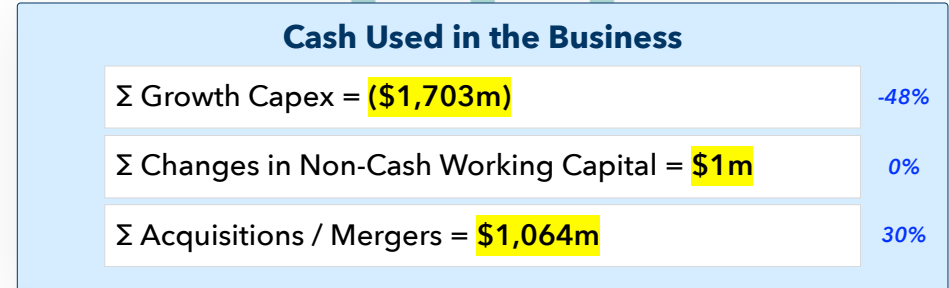 Cash Used in the Business
Σ Growth Capex = ($1,703m)
-48%
Σ Changes in Non-Cash Working Capital = $1m
0%
Σ Acquisitions / Mergers = $1,064m
30%